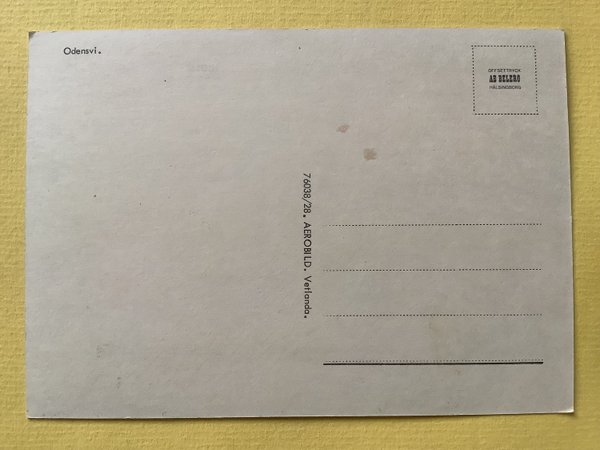 Odensvi.
OFFSETTRYCK
AB BELERO
HÄLSINGBORG
76038/28. AEROBILD. Vetlanda.